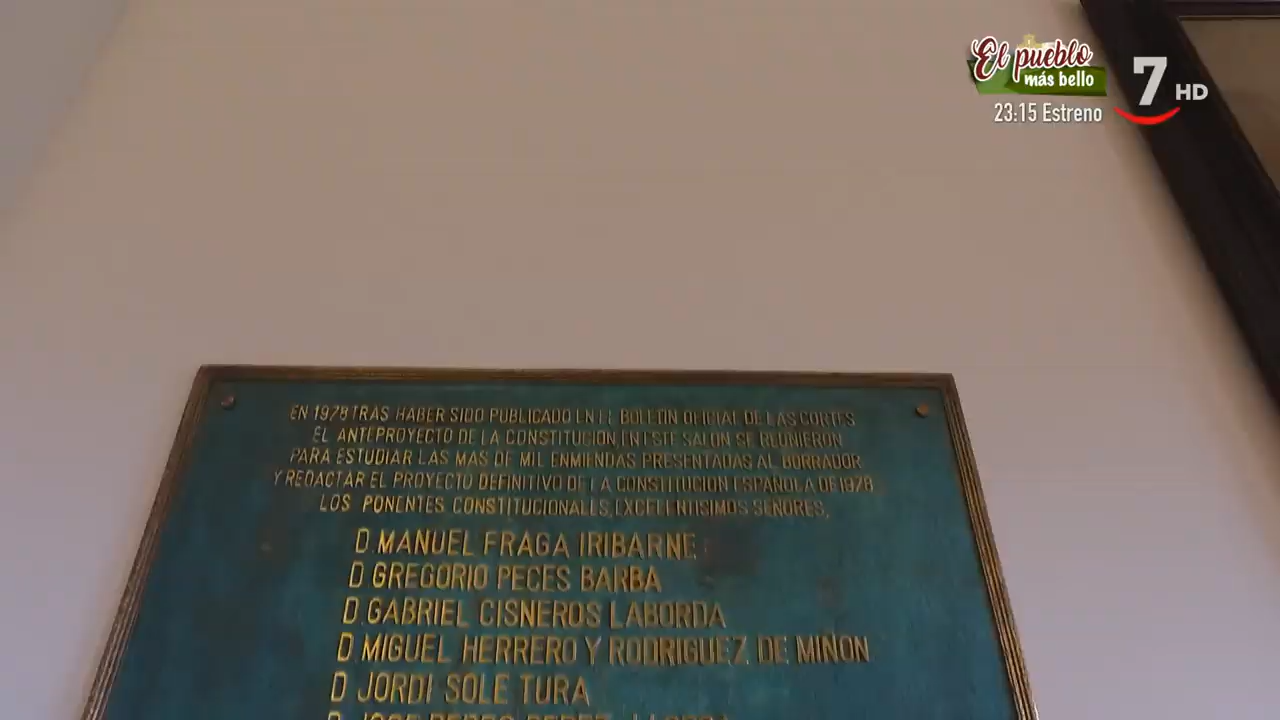 El pueblo
más bello
23:15 Estreno
7 HD
EN 1978 TRAS HABER SIDO PUBLICADO EN EL BOLETIN OFICIAL DE LAS CORTES
EL ANTEPROYECTO DE LA CONSTITUCION, EN ESTE SALON SE REUNIERON
PARA ESTUDIAR LAS MAS DE MIL ENMIENDAS PRESENTADAS AL BORRADOR
Y REDACTAR EL PROYECTO DEFINITIVO DE LA CONSTITUCION ESPAÑOLA DE 1978
LOS PONENTES CONSTITUCIONALES, EXCELENTISIMOS SEÑORES,
D. MANUEL FRAGA IRIBARNE
D. GREGORIO PECES BARBA
D. GABRIEL CISNEROS LABORDA
D. MIGUEL HERRERO Y RODRIGUEZ DE MIÑON
D. JORDI SOLE TURA